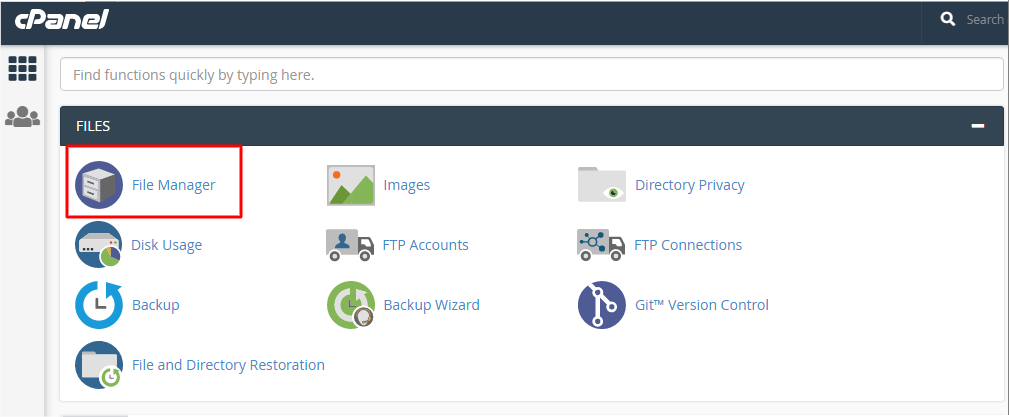 cPanel
Search
Find functions quickly by typing here.
FILES
File Manager
Images
Directory Privacy
Disk Usage
FTP Accounts
FTP Connections
Backup
Backup Wizard
Git™ Version Control
File and Directory Restoration